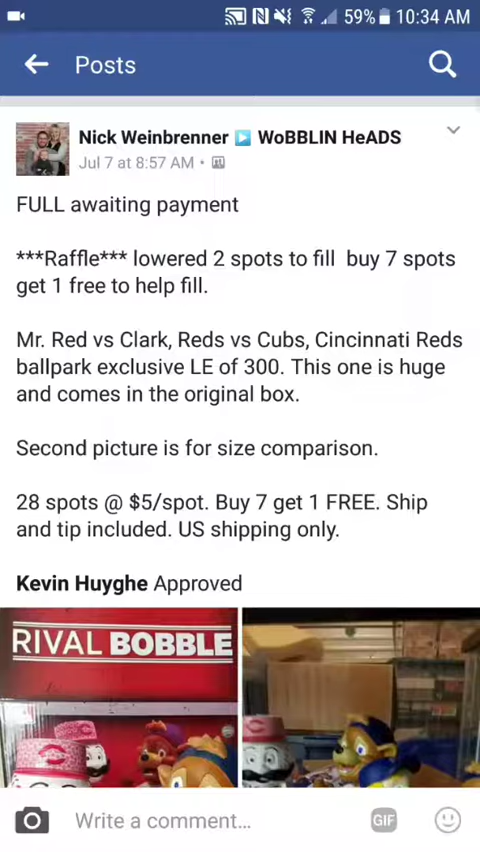 59% 10:34 AM
Posts
Nick Weinbrenner WoBBLIN HeADS
Jul 7 at 8:57 AM •
FULL awaiting payment
***Raffle*** lowered 2 spots to fill buy 7 spots
get 1 free to help fill.
Mr. Red vs Clark, Reds vs Cubs, Cincinnati Reds
ballpark exclusive LE of 300. This one is huge
and comes in the original box.
Second picture is for size comparison.
28 spots @ $5/spot. Buy 7 get 1 FREE. Ship
and tip included. US shipping only.
Kevin Huyghe Approved
RIVAL BOBBLE
Write a comment...
GIF